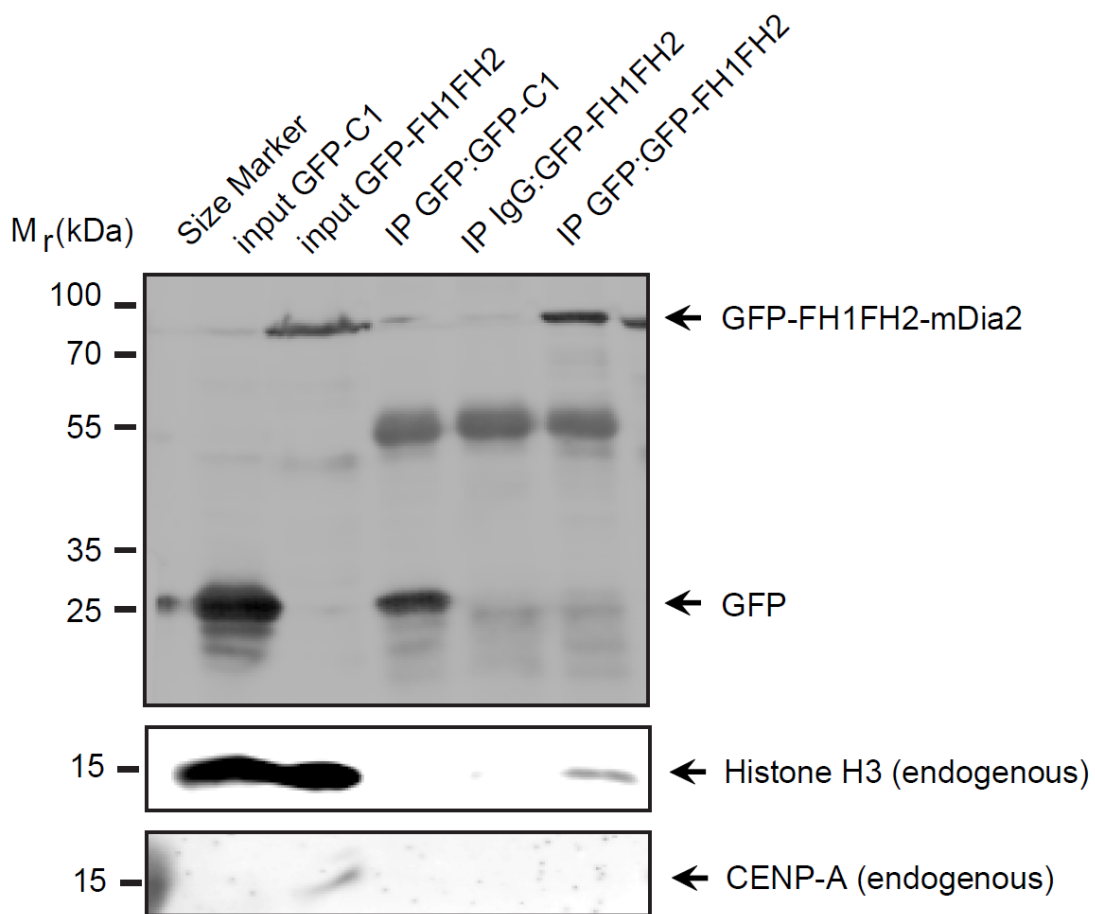 Size Marker
input GFP-C1
input GFP-FH1FH2
IP GFP:GFP-C1
IP IgG:GFP-FH1FH2
IP GFP:GFP-FH1FH2
Mr(kDa)
100
GFP-FH1FH2-mDia2
70
55
35
25
GFP
15
Histone H3 (endogenous)
15
CENP-A (endogenous)